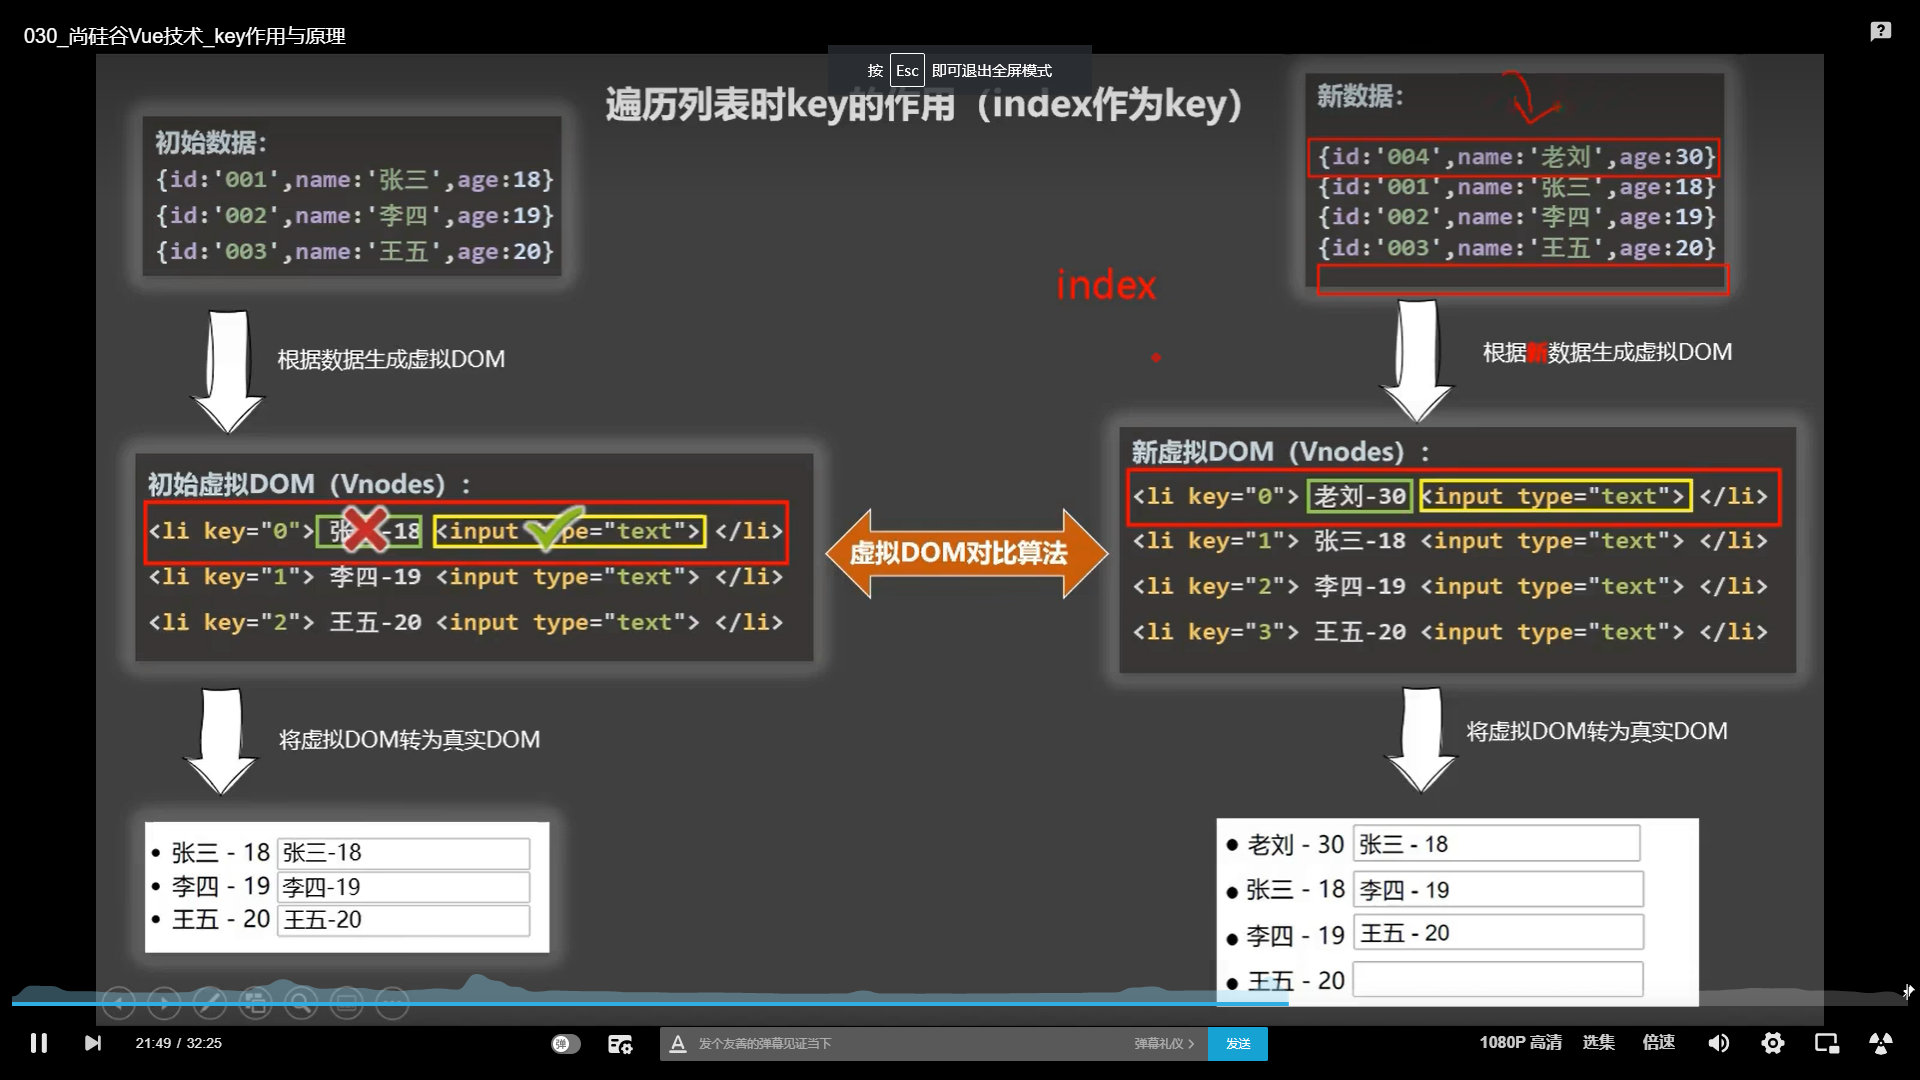 030_尚硅谷Vue技术_key作用与原理
按 Esc 即可退出全屏模式
遍历列表时key的作用（index作为key）
初始数据：
{id:'001',name:'张三',age:18}
{id:'002',name:'李四',age:19}
{id:'003',name:'王五',age:20}
新数据：
{id:'004',name:'老刘',age:30}
{id:'001',name:'张三',age:18}
{id:'002',name:'李四',age:19}
{id:'003',name:'王五',age:20}
index
根据数据生成虚拟DOM
根据新数据生成虚拟DOM
初始虚拟DOM（Vnodes）：
<li key="0"> 张三-18 <input type="text"> </li>
<li key="1"> 李四-19 <input type="text"> </li>
<li key="2"> 王五-20 <input type="text"> </li>
虚拟DOM对比算法
新虚拟DOM（Vnodes）：
<li key="0"> 老刘-30 <input type="text"> </li>
<li key="1"> 张三-18 <input type="text"> </li>
<li key="2"> 李四-19 <input type="text"> </li>
<li key="3"> 王五-20 <input type="text"> </li>
将虚拟DOM转为真实DOM
将虚拟DOM转为真实DOM
张三 - 18 张三-18
李四 - 19 李四-19
王五 - 20 王五-20
老刘 - 30 张三 - 18
张三 - 18 李四 - 19
李四 - 19 王五 - 20
王五 - 20
21:49 / 32:25
弹
A 发个友善的弹幕见证当下
弹幕礼仪 >
发送
1080P 高清
选集
倍速